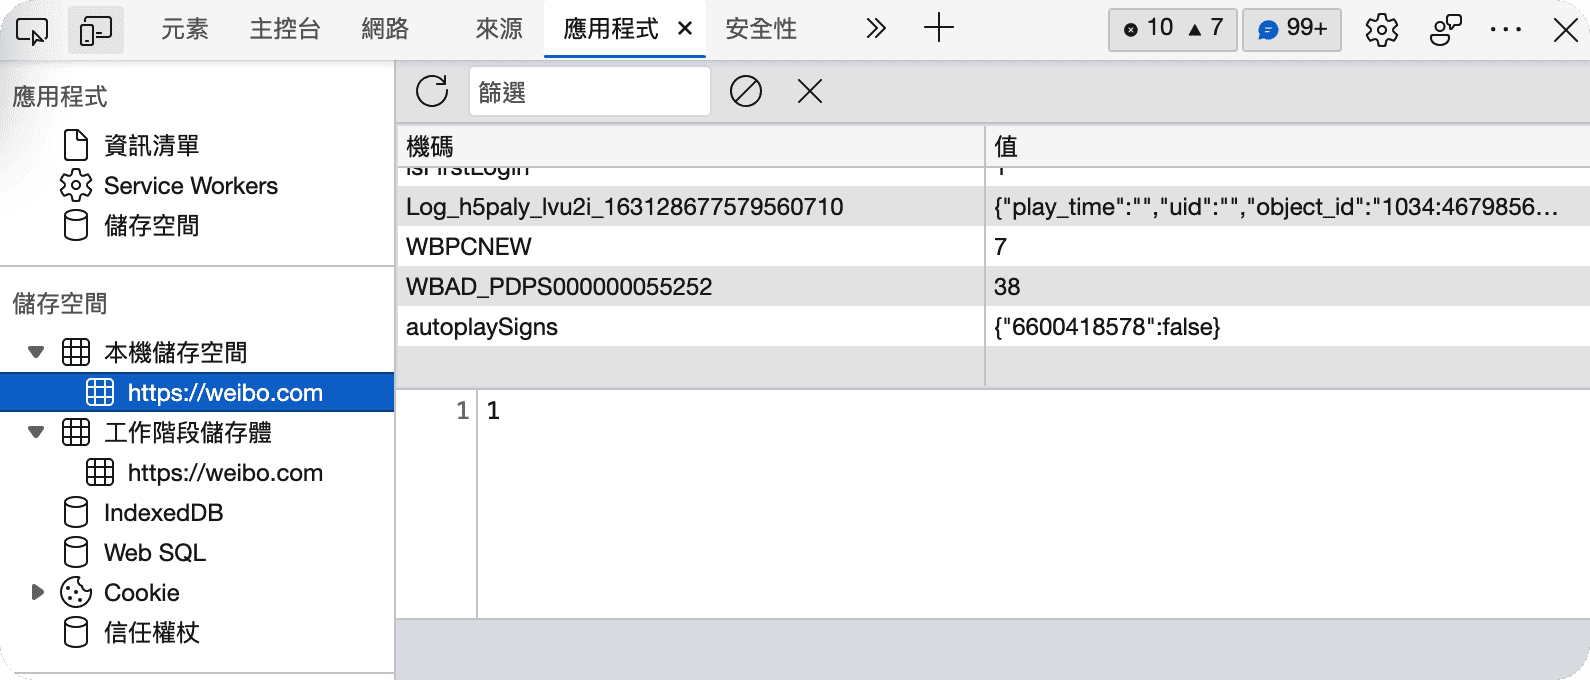 元素 主控台 網路 來源 應用程式 安全性 10 7 99+
應用程式
資訊清單
Service Workers
儲存空間
儲存空間
本機儲存空間
https://weibo.com
工作階段儲存體
https://weibo.com
IndexedDB
Web SQL
Cookie
信任權杖
篩選
機碼 值
isFirstLogin 1
Log_h5paly_lvu2i_163128677579560710 {"play_time":"","uid":"","object_id":"1034:4679856…
WBPCNEW 7
WBAD_PDPS000000055252 38
autoplaySigns {"6600418578":false}
1 1